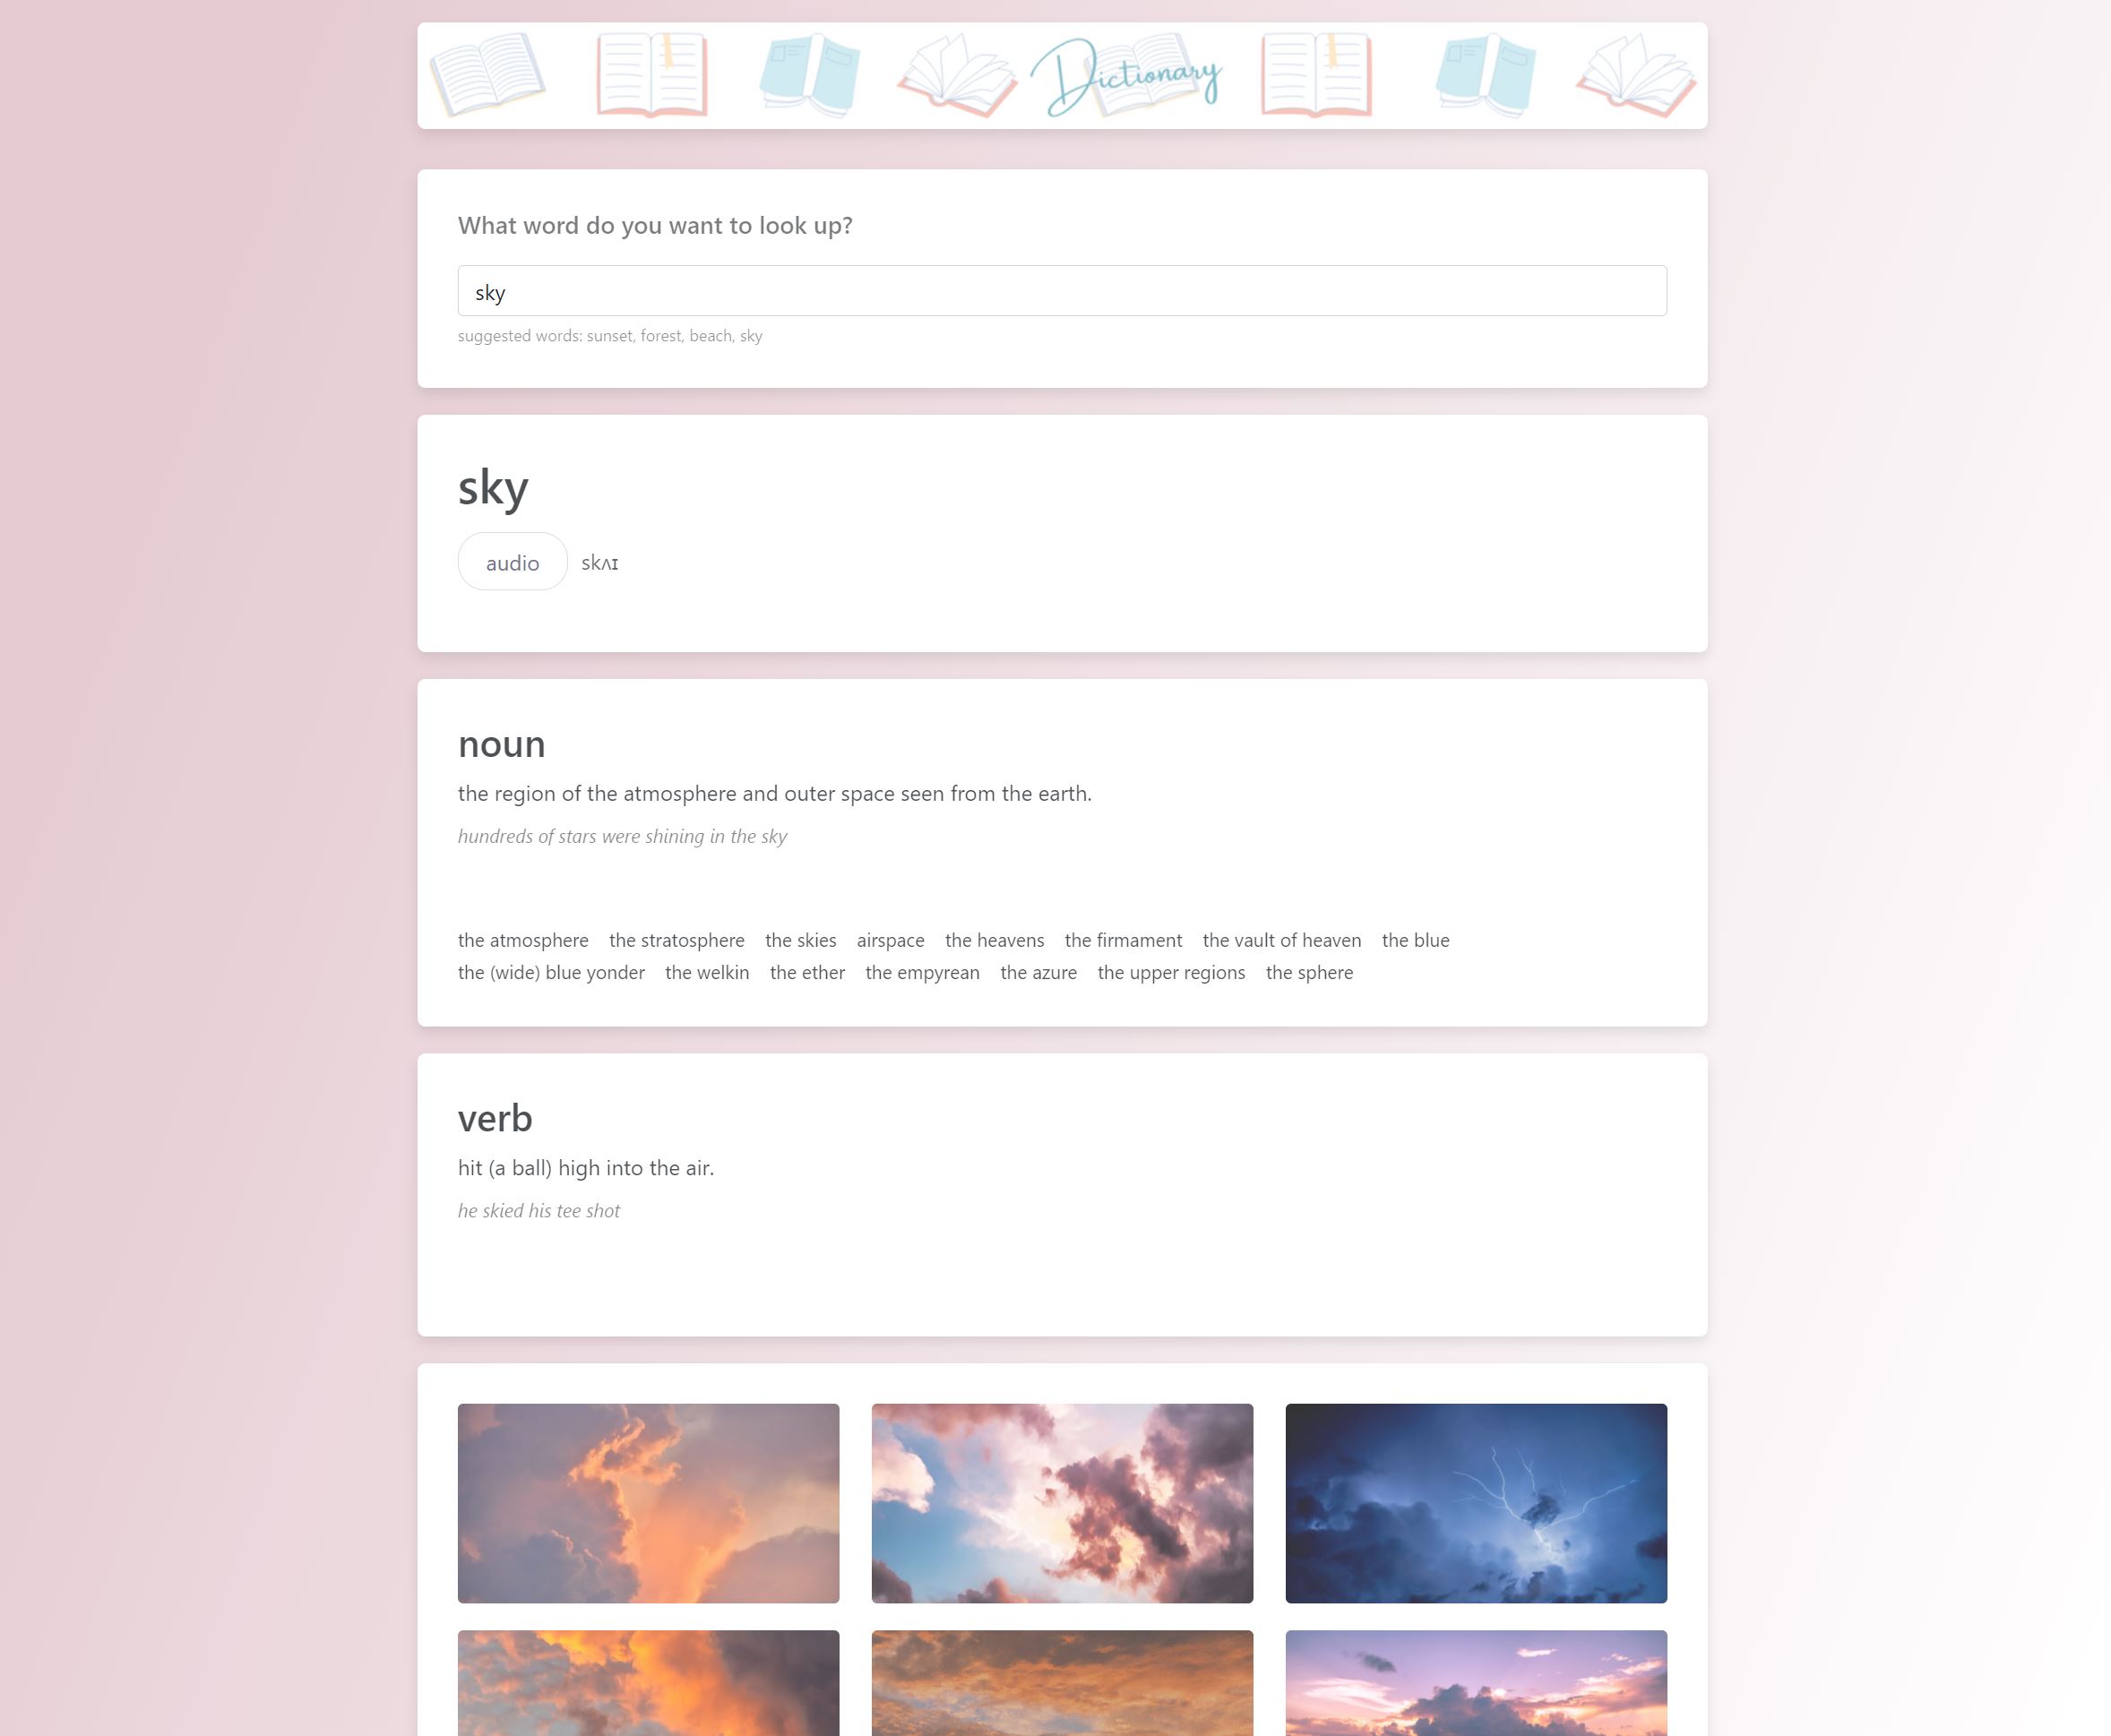 Dictionary
What word do you want to look up?
sky
suggested words: sunset, forest, beach, sky
sky
audio skʌɪ
noun
the region of the atmosphere and outer space seen from the earth.
hundreds of stars were shining in the sky
the atmosphere the stratosphere the skies airspace the heavens the firmament the vault of heaven the blue
the (wide) blue yonder the welkin the ether the empyrean the azure the upper regions the sphere
verb
hit (a ball) high into the air.
he skied his tee shot